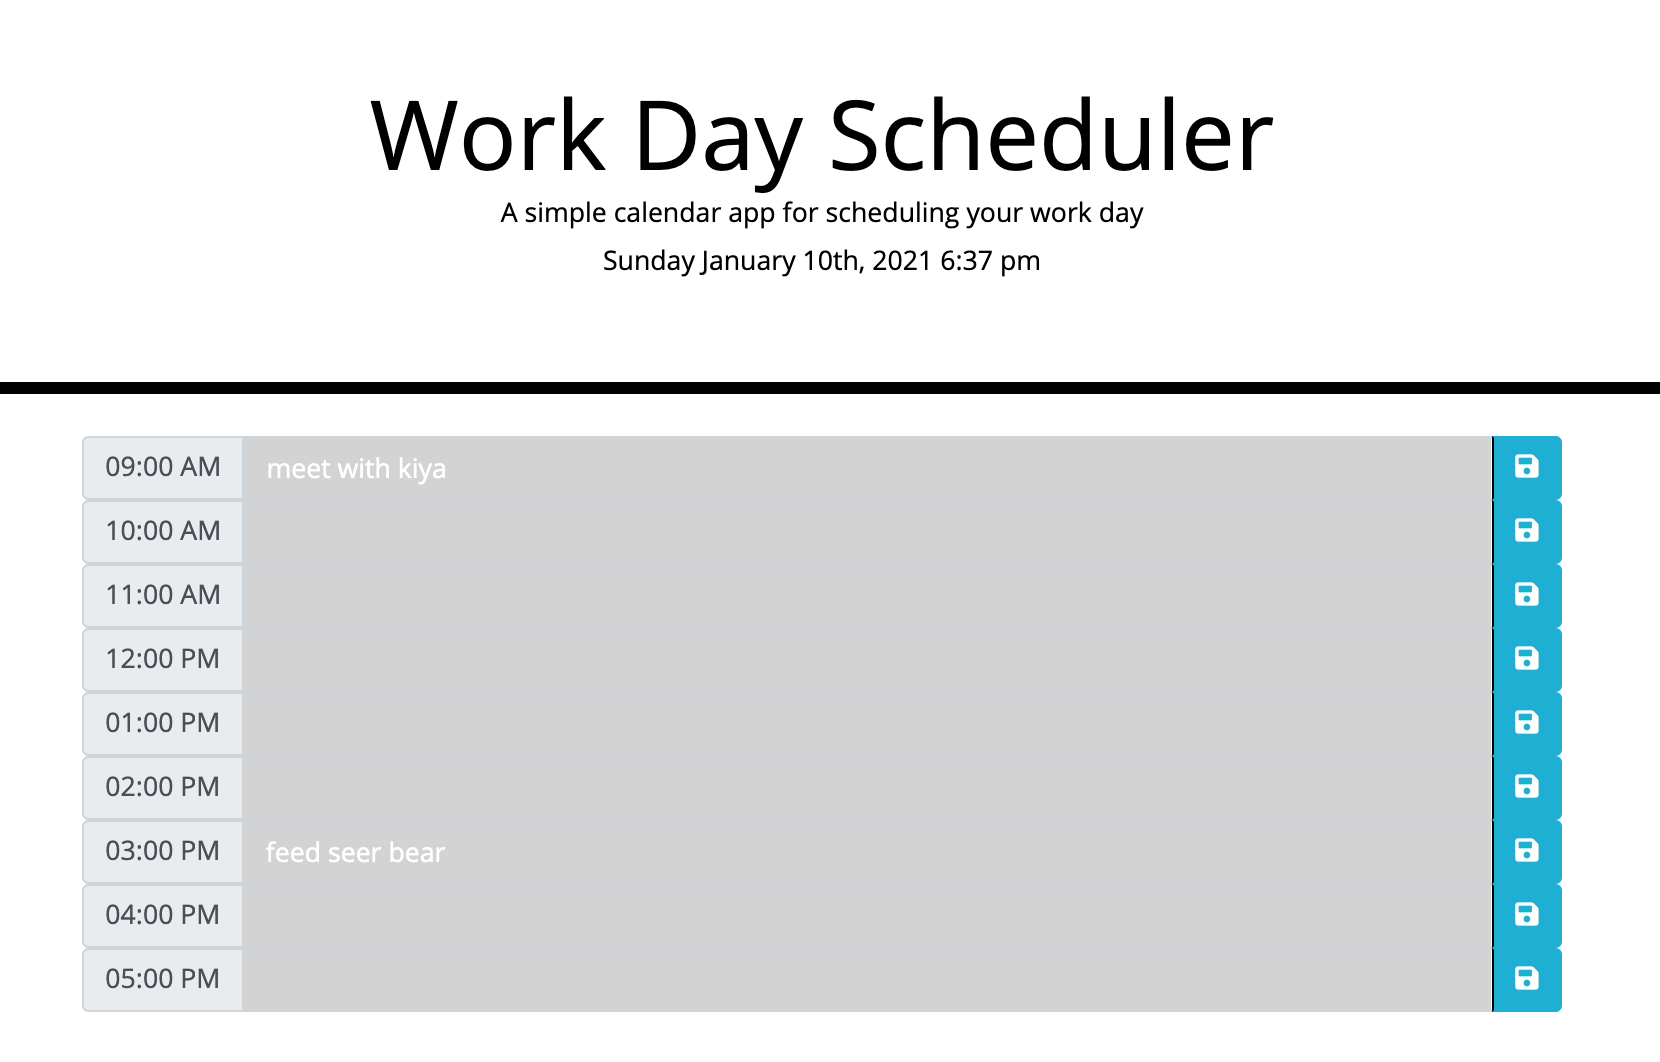 Work Day Scheduler
A simple calendar app for scheduling your work day
Sunday January 10th, 2021 6:37 pm
09:00 AM meet with kiya
10:00 AM
11:00 AM
12:00 PM
01:00 PM
02:00 PM
03:00 PM feed seer bear
04:00 PM
05:00 PM